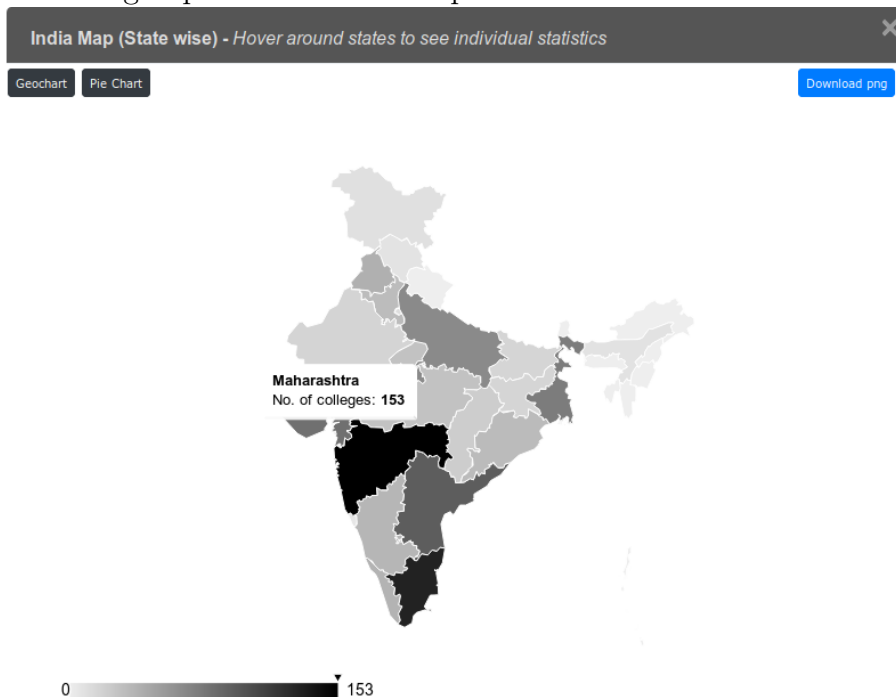 India Map (State wise) - Hover around states to see individual statistics
×
Geochart
Pie Chart
Download png
Maharashtra
No. of colleges: 153
0
153